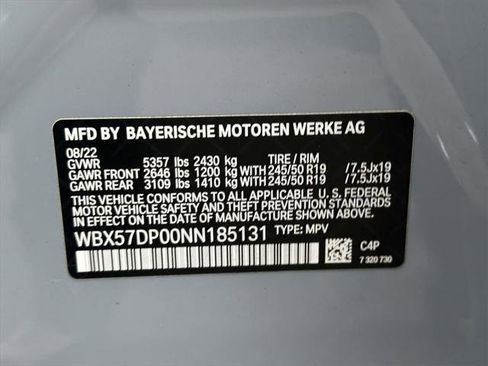 MFD BY BAYERISCHE MOTOREN WERKE AG
08/22
GVWR 5357 lbs 2430 kg TIRE / RIM
GAWR FRONT 2646 lbs 1200 kg WITH 245/50 R19 /7.5Jx19
GAWR REAR 3109 lbs 1410 kg WITH 245/50 R19 /7.5Jx19
THIS VEHICLE CONFORMS TO ALL APPLICABLE U. S. FEDERAL
MOTOR VEHICLE SAFETY, BUMPER, AND THEFT PREVENTION STANDARDS
IN EFFECT ON THE DATE OF MANUFACTURE SHOWN ABOVE.
WBX57DP00NN185131 TYPE: MPV
C4P
7 320 730